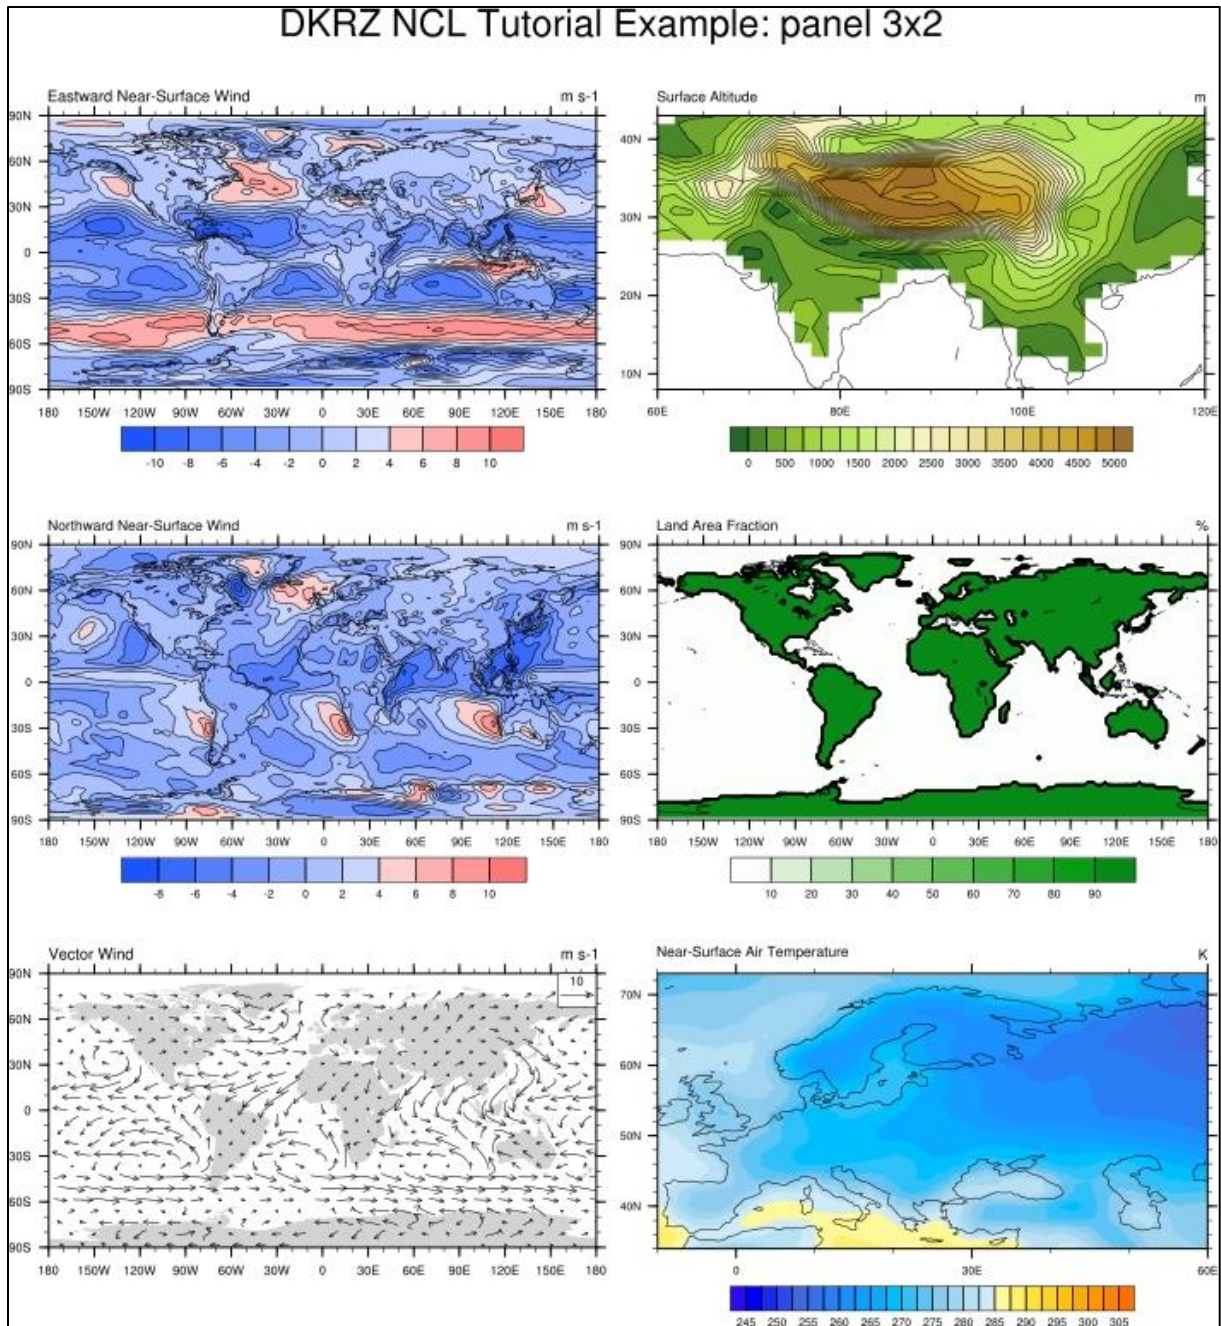 DKRZ NCL Tutorial Example: panel 3x2
Eastward Near-Surface Wind m s-1
90N
60N
30N
0
30S
60S
90S
180 150W 120W 90W 60W 30W 0 30E 60E 90E 120E 150E 180
-10 -8 -6 -4 -2 0 2 4 6 8 10
Surface Altitude m
40N
30N
20N
10N
60E 80E 100E 120E
0 500 1000 1500 2000 2500 3000 3500 4000 4500 5000
Northward Near-Surface Wind m s-1
90N
60N
30N
0
30S
60S
90S
180 150W 120W 90W 60W 30W 0 30E 60E 90E 120E 150E 180
-8 -6 -4 -2 0 2 4 6 8 10
Land Area Fraction %
90N
60N
30N
0
30S
60S
90S
180 150W 120W 90W 60W 30W 0 30E 60E 90E 120E 150E 180
10 20 30 40 50 60 70 80 90
Vector Wind m s-1
10
90N
60N
30N
0
30S
60S
90S
180 150W 120W 90W 60W 30W 0 30E 60E 90E 120E 150E 180
Near-Surface Air Temperature K
70N
60N
50N
40N
0 30E 60E
245 250 255 260 265 270 275 280 285 290 295 300 305